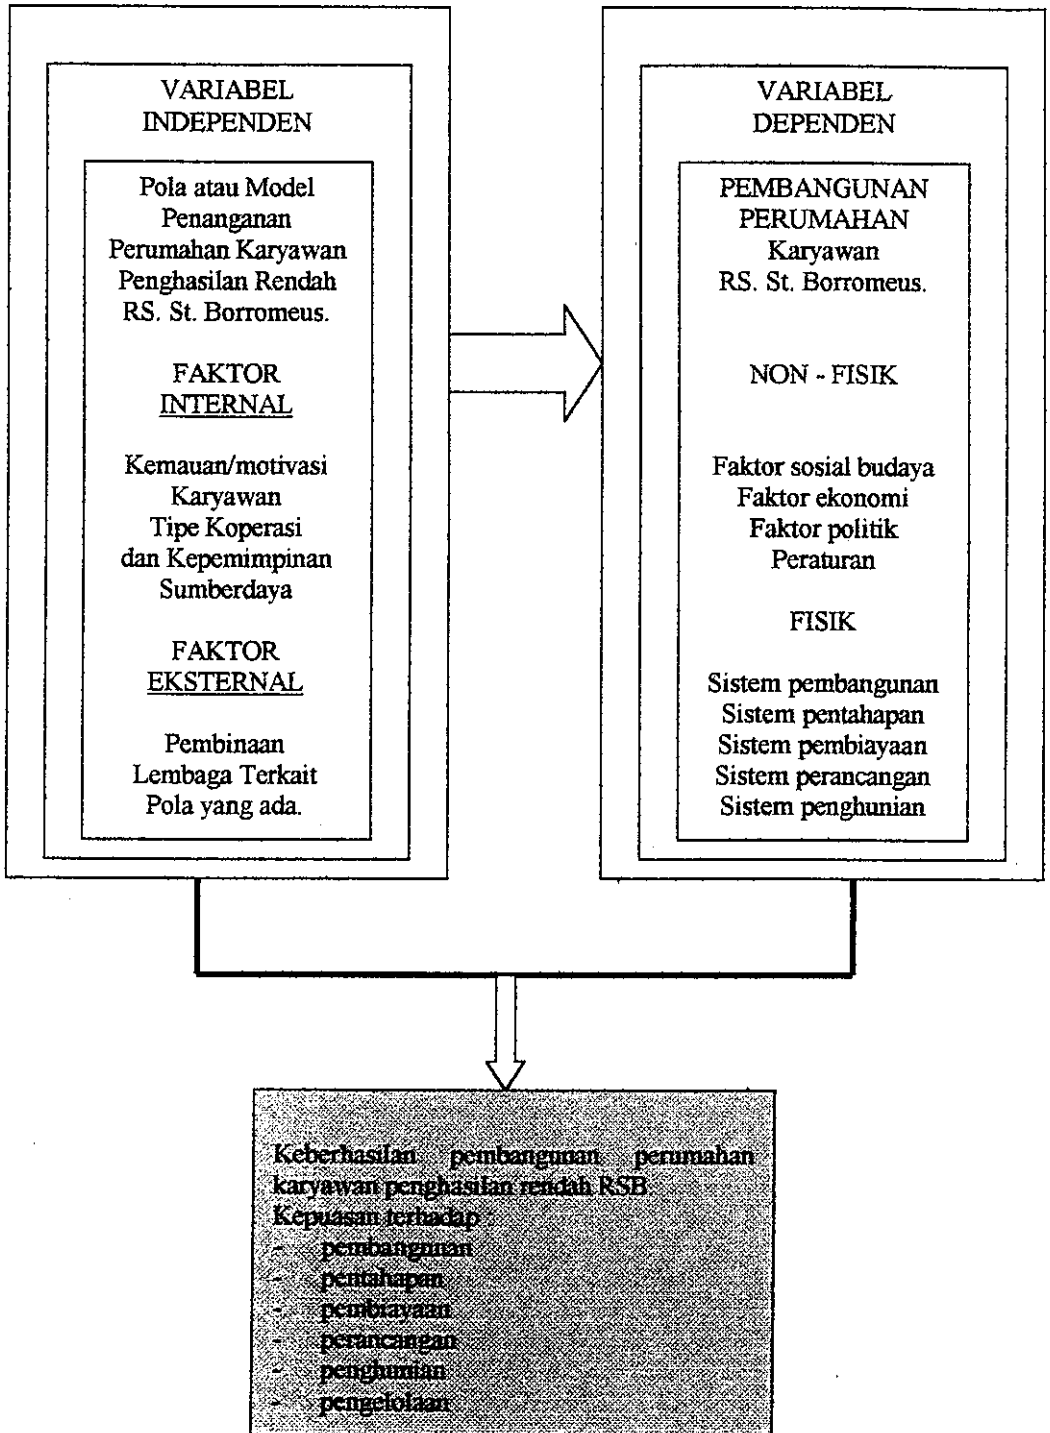 VARIABEL
INDEPENDEN
Pola atau Model
Penanganan
Perumahan Karyawan
Penghasilan Rendah
RS. St. Borromeus.
FAKTOR
INTERNAL
Kemauan/motivasi
Karyawan
Tipe Koperasi
dan Kepemimpinan
Sumberdaya
FAKTOR
EKSTERNAL
Pembinaan
Lembaga Terkait
Pola yang ada.
VARIABEL
DEPENDEN
PEMBANGUNAN
PERUMAHAN
Karyawan
RS. St. Borromeus.
NON - FISIK
Faktor sosial budaya
Faktor ekonomi
Faktor politik
Peraturan
FISIK
Sistem pembangunan
Sistem pentahapan
Sistem pembiayaan
Sistem perancangan
Sistem penghunian
Keberhasilan pembangunan perumahan
karyawan penghasilan rendah RSB
Kepuasan terhadap
- pembangunan
- pentahapan
- pembiayaan
- perancangan
- penghunian
- pengelolaan